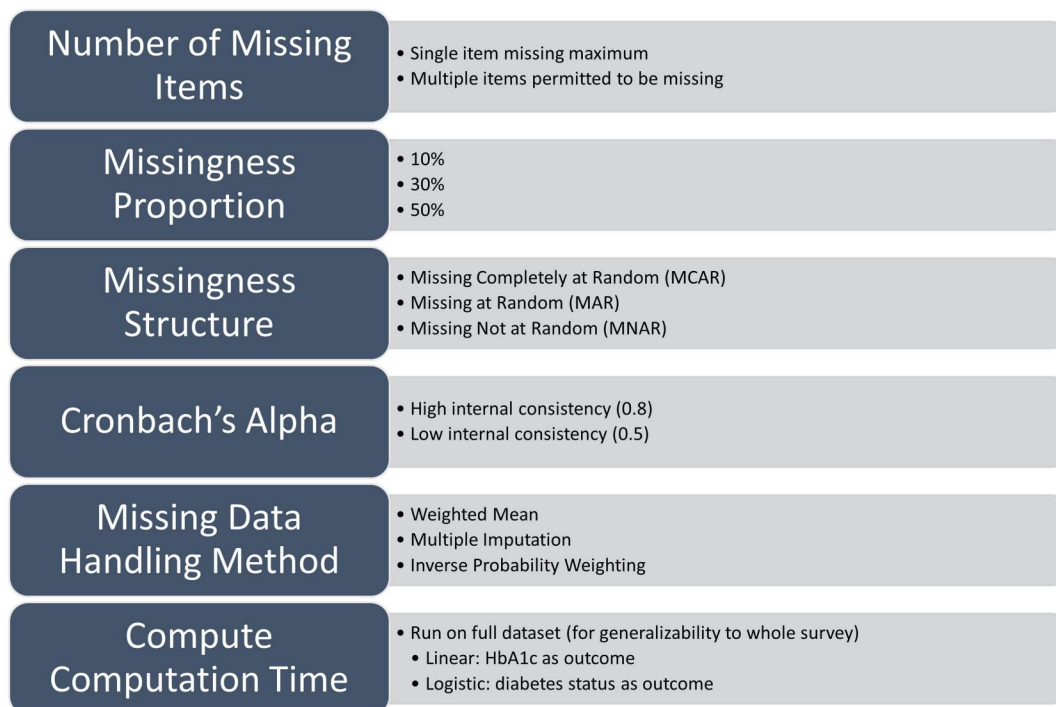 Number of Missing
Items
• Single item missing maximum
• Multiple items permitted to be missing
Missingness
Proportion
• 10%
• 30%
• 50%
Missingness
Structure
• Missing Completely at Random (MCAR)
• Missing at Random (MAR)
• Missing Not at Random (MNAR)
Cronbach’s Alpha
• High internal consistency (0.8)
• Low internal consistency (0.5)
Missing Data
Handling Method
• Weighted Mean
• Multiple Imputation
• Inverse Probability Weighting
Compute
Computation Time
• Run on full dataset (for generalizability to whole survey)
• Linear: HbA1c as outcome
• Logistic: diabetes status as outcome